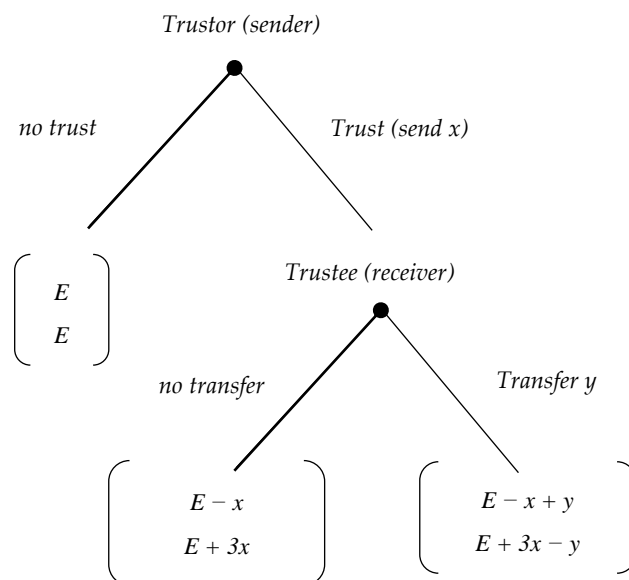 Trustor (sender)
no trust
Trust (send x)
E
E
Trustee (receiver)
no transfer
Transfer y
E − x
E + 3x
E − x + y
E + 3x − y